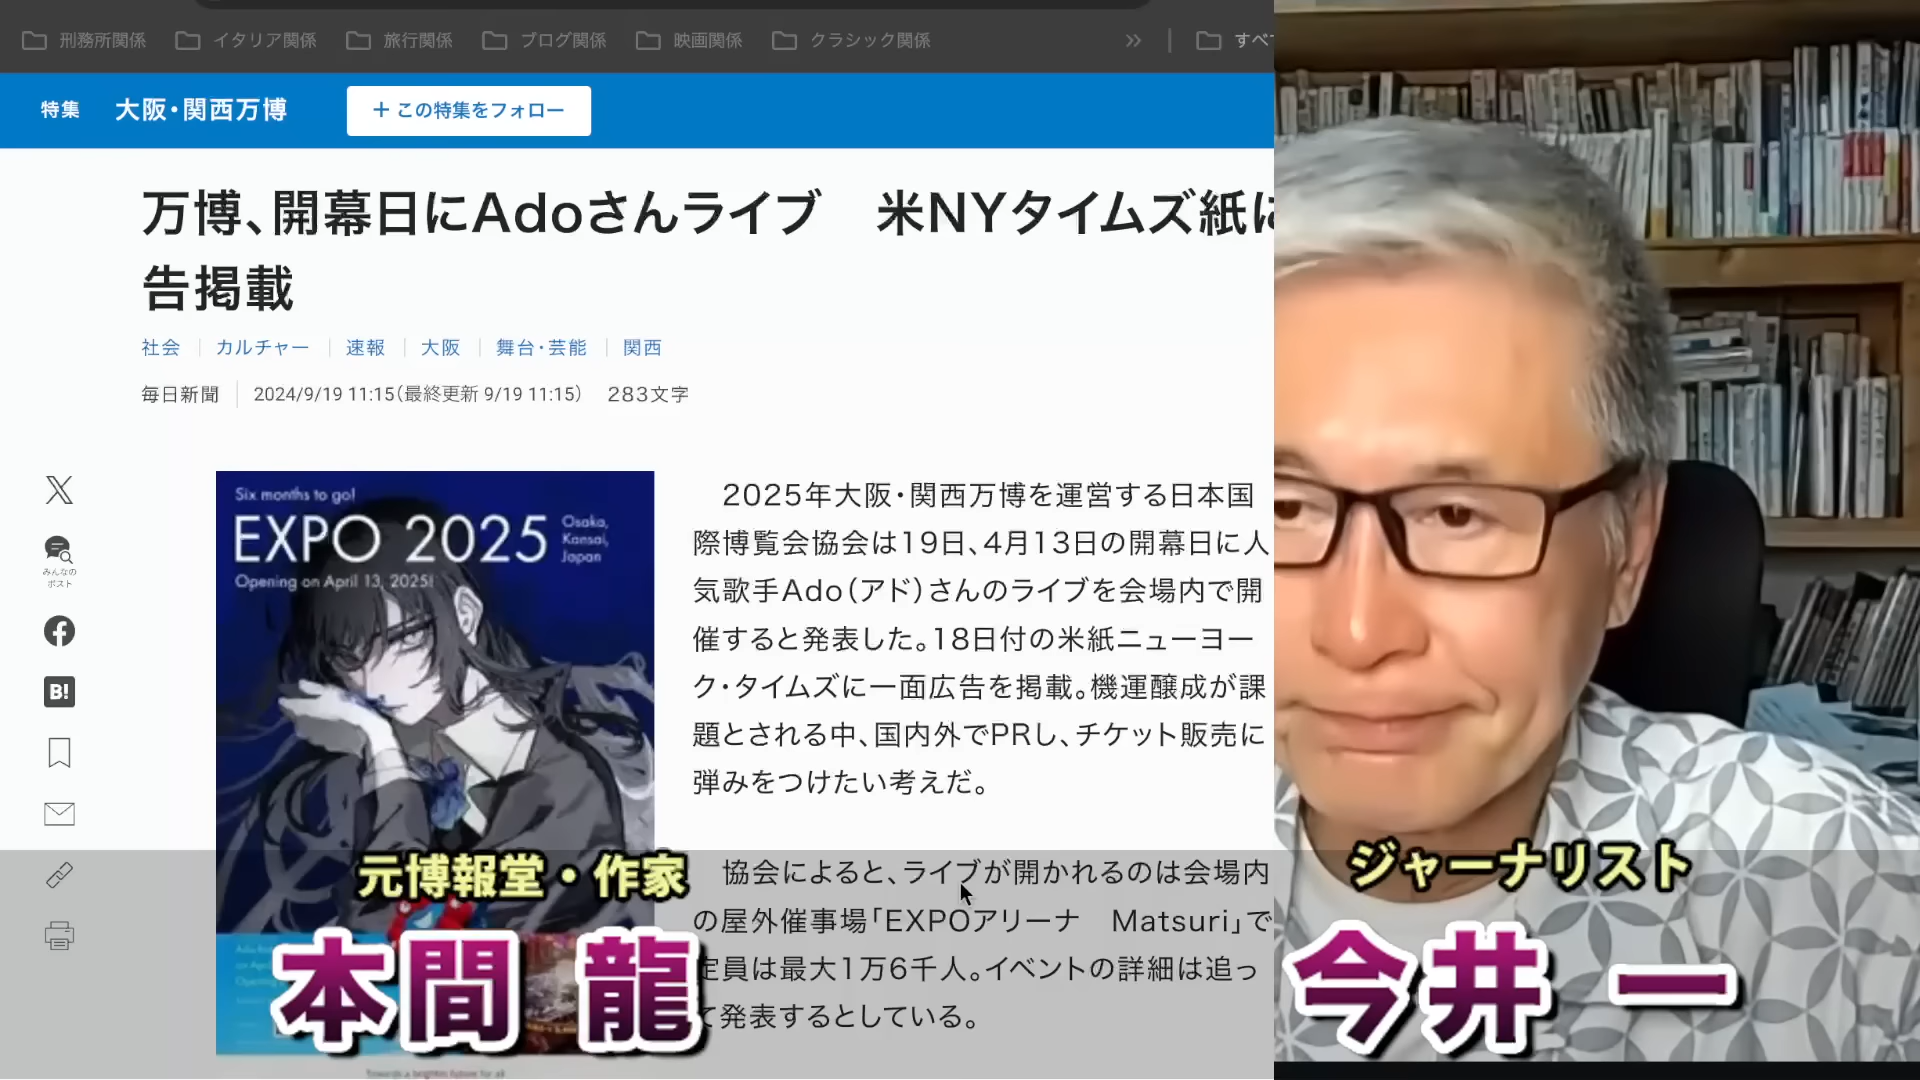 刑務所関係 イタリア関係 旅行関係 ブログ関係 映画関係 クラシック関係 » すべ
特集 大阪・関西万博 ＋この特集をフォロー
万博、開幕日にAdoさんライブ　米NYタイムズ紙に
告掲載
社会 カルチャー 速報 大阪 舞台・芸能 関西
毎日新聞 2024/9/19 11:15(最終更新 9/19 11:15) 283文字
みんなの
ポスト
B!
Six months to go!
EXPO 2025
Osaka,
Kansai,
Japan
Opening on April 13, 2025!
2025年大阪・関西万博を運営する日本国
際博覧会協会は19日、4月13日の開幕日に人
気歌手Ado(アド)さんのライブを会場内で開
催すると発表した。18日付の米紙ニューヨー
ク・タイムズに一面広告を掲載。機運醸成が課
題とされる中、国内外でPRし、チケット販売に
弾みをつけたい考えだ。
協会によると、ライブが開かれるのは会場内
の屋外催事場「EXPOアリーナ　Matsuri」で
定員は最大1万6千人。イベントの詳細は追っ
て発表するとしている。
Towards a brighter future for all
元博報堂・作家
本間 龍
ジャーナリスト
今井 一